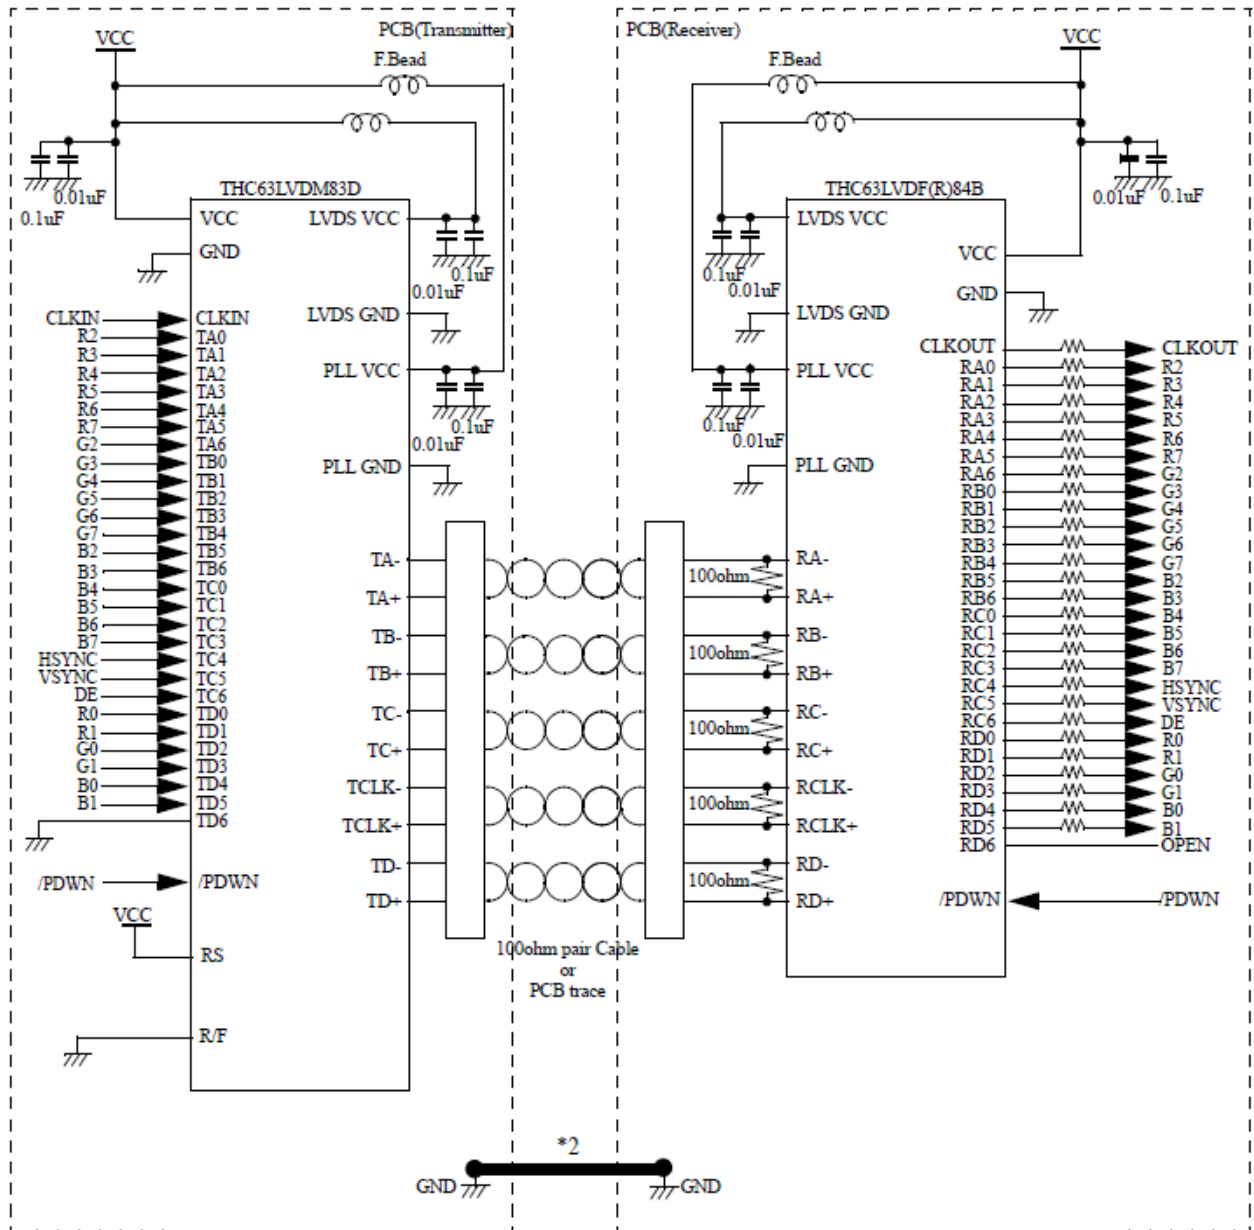 PCB(Transmitter)
VCC
F.Bead
0.01uF
0.1uF
THC63LVDM83D
VCC
LVDS VCC
GND
0.1uF
0.01uF
LVDS GND
PLL VCC
0.1uF
0.01uF
PLL GND
CLKIN CLKIN
R2 TA0
R3 TA1
R4 TA2
R5 TA3
R6 TA4
R7 TA5
G2 TA6
G3 TB0
G4 TB1
G5 TB2
G6 TB3
G7 TB4
B2 TB5
B3 TB6
B4 TC0
B5 TC1
B6 TC2
B7 TC3
HSYNC TC4
VSYNC TC5
DE TC6
R0 TD0
R1 TD1
G0 TD2
G1 TD3
B0 TD4
B1 TD5
TD6
/PDWN /PDWN
VCC
RS
R/F
TA-
TA+
TB-
TB+
TC-
TC+
TCLK-
TCLK+
TD-
TD+
100ohm pair Cable
or
PCB trace
PCB(Receiver)
VCC
F.Bead
0.01uF
0.1uF
THC63LVDF(R)84B
LVDS VCC
VCC
0.1uF
0.01uF
GND
LVDS GND
PLL VCC
0.1uF
0.01uF
PLL GND
100ohm
RA-
RA+
100ohm
RB-
RB+
100ohm
RC-
RC+
100ohm
RCLK-
RCLK+
100ohm
RD-
RD+
CLKOUT CLKOUT
RA0 R2
RA1 R3
RA2 R4
RA3 R5
RA4 R6
RA5 R7
RA6 G2
RB0 G3
RB1 G4
RB2 G5
RB3 G6
RB4 G7
RB5 B2
RB6 B3
RC0 B4
RC1 B5
RC2 B6
RC3 B7
RC4 HSYNC
RC5 VSYNC
RC6 DE
RD0 R0
RD1 R1
RD2 G0
RD3 G1
RD4 B0
RD5 B1
RD6 OPEN
/PDWN /PDWN
*2
GND GND